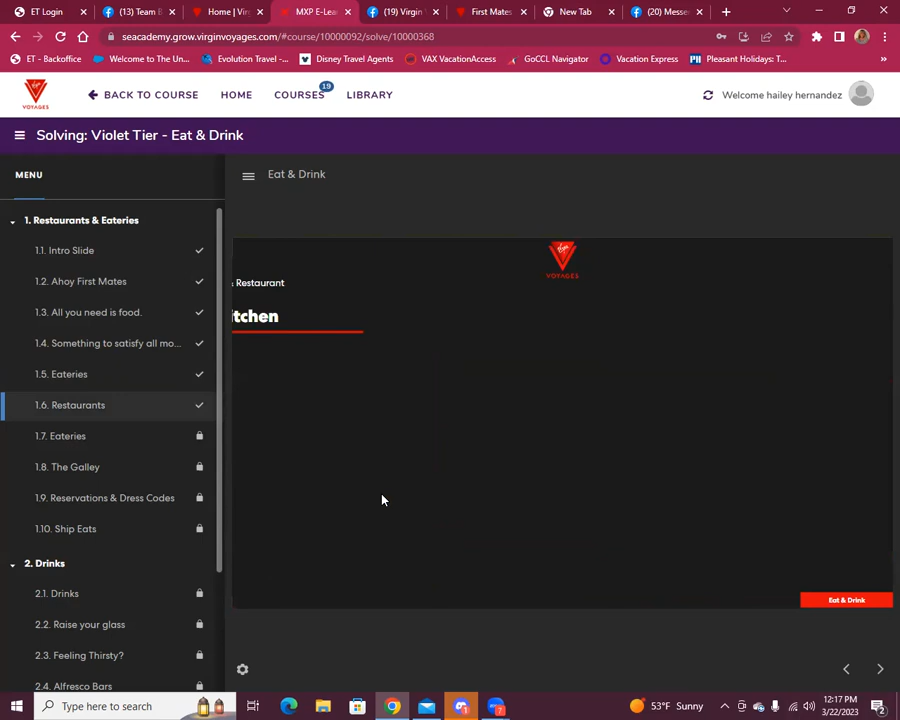 ET Login
(13) Team B
Home | Virg
MXP E-Lea
(19) Virgin
First Mates
New Tab
(20) Messe
seacademy.grow.virginvoyages.com/#course/10000092/solve/10000368
ET - Backoffice
Welcome to The Un...
Evolution Travel -...
Disney Travel Agents
VAX VacationAccess
GoCCL Navigator
Vacation Express
Pleasant Holidays: T...
VOYAGES
BACK TO COURSE
HOME
COURSES
19
LIBRARY
Welcome hailey hernandez
Solving: Violet Tier - Eat & Drink
MENU
Eat & Drink
1. Restaurants & Eateries
1.1. Intro Slide
1.2. Ahoy First Mates
1.3. All you need is food.
1.4. Something to satisfy all mo...
1.5. Eateries
1.6. Restaurants
1.7. Eateries
1.8. The Galley
1.9. Reservations & Dress Codes
1.10. Ship Eats
2. Drinks
2.1. Drinks
2.2. Raise your glass
2.3. Feeling Thirsty?
2.4. Alfresco Bars
Virgin
VOYAGES
& Restaurant
itchen
Eat & Drink
Type here to search
53°F Sunny
12:17 PM
3/22/2023
2